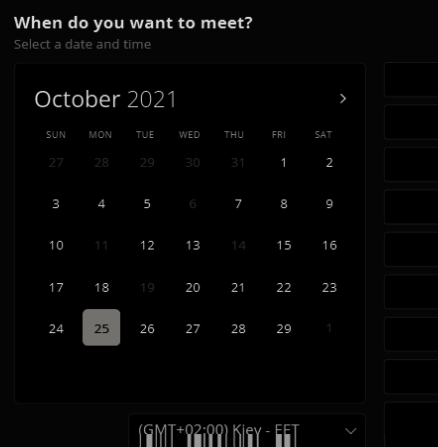 When do you want to meet?
Select a date and time
October 2021
SUN MON TUE WED THU FRI SAT
27 28 29 30 31 1 2
3 4 5 6 7 8 9
10 11 12 13 14 15 16
17 18 19 20 21 22 23
24 25 26 27 28 29 1
(GMT+02:00) Kiev - EET